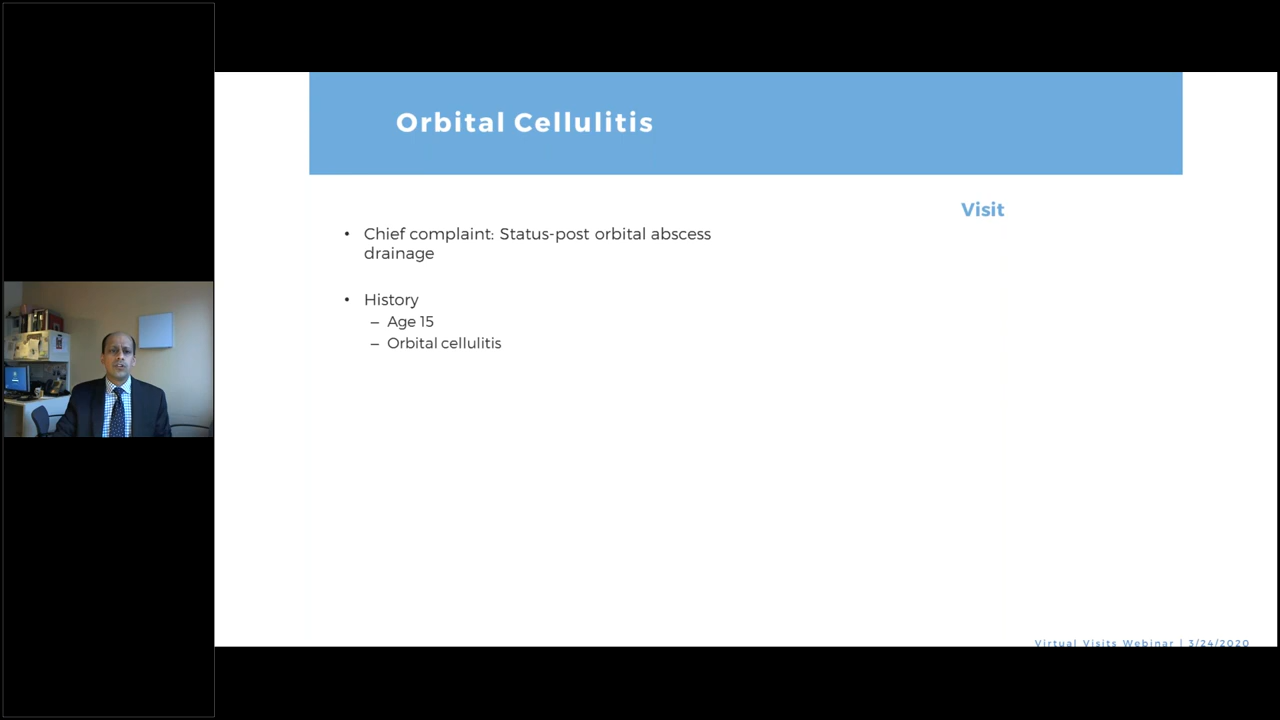 Orbital Cellulitis
Visit
• Chief complaint: Status-post orbital abscess
drainage
• History
– Age 15
– Orbital cellulitis
Virtual Visits Webinar | 3/24/2020